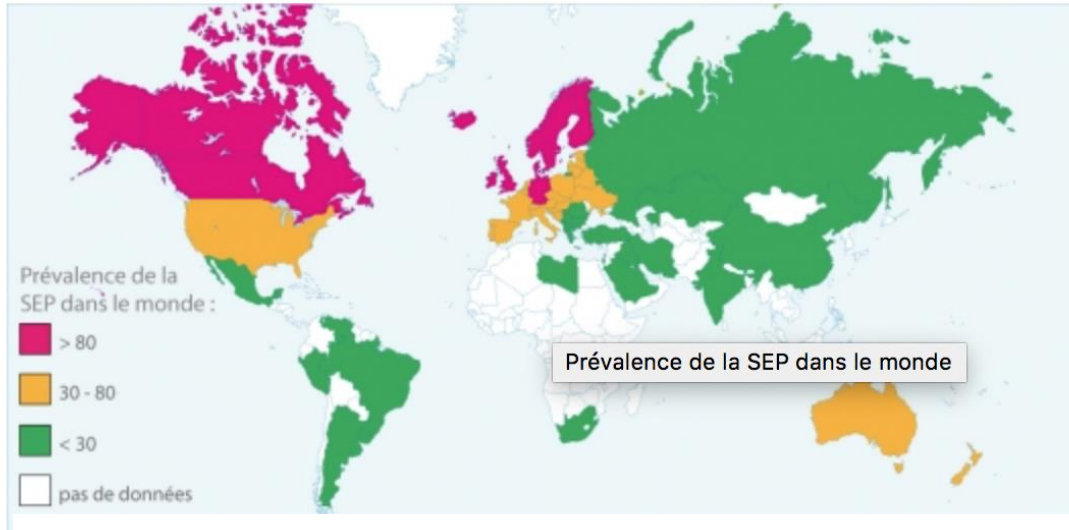 Prévalence de la
SEP dans le monde :
> 80
30 - 80
< 30
pas de données
Prévalence de la SEP dans le monde